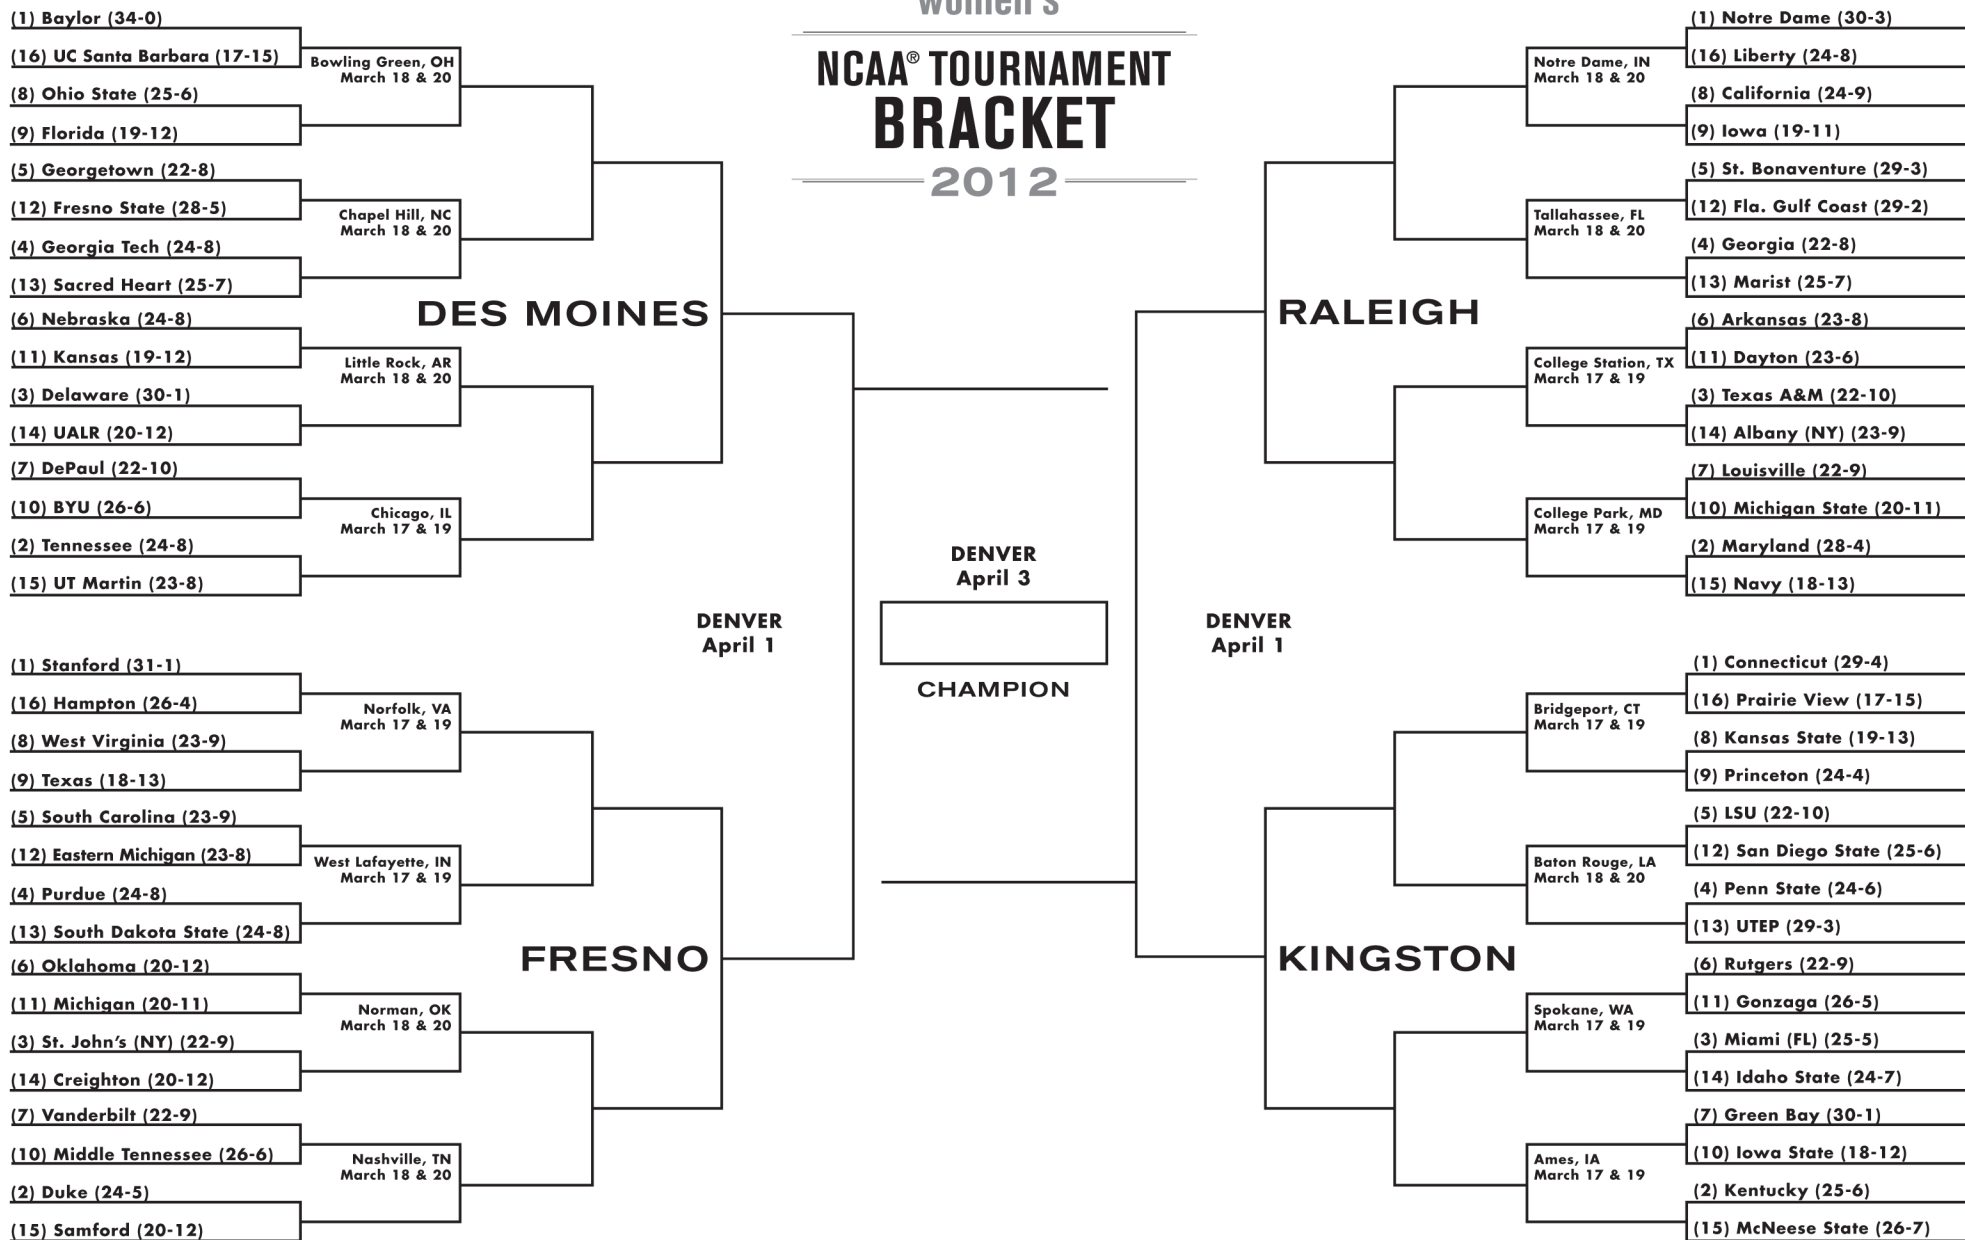 women's
NCAA® TOURNAMENT
BRACKET
2012
(1) Baylor (34-0)
(16) UC Santa Barbara (17-15)
(8) Ohio State (25-6)
(9) Florida (19-12)
Bowling Green, OH
March 18 & 20
(5) Georgetown (22-8)
(12) Fresno State (28-5)
(4) Georgia Tech (24-8)
(13) Sacred Heart (25-7)
Chapel Hill, NC
March 18 & 20
DES MOINES
(6) Nebraska (24-8)
(11) Kansas (19-12)
(3) Delaware (30-1)
(14) UALR (20-12)
Little Rock, AR
March 18 & 20
(7) DePaul (22-10)
(10) BYU (26-6)
(2) Tennessee (24-8)
(15) UT Martin (23-8)
Chicago, IL
March 17 & 19
DENVER
April 1
(1) Stanford (31-1)
(16) Hampton (26-4)
(8) West Virginia (23-9)
(9) Texas (18-13)
Norfolk, VA
March 17 & 19
(5) South Carolina (23-9)
(12) Eastern Michigan (23-8)
(4) Purdue (24-8)
(13) South Dakota State (24-8)
West Lafayette, IN
March 17 & 19
FRESNO
(6) Oklahoma (20-12)
(11) Michigan (20-11)
(3) St. John's (NY) (22-9)
(14) Creighton (20-12)
Norman, OK
March 18 & 20
(7) Vanderbilt (22-9)
(10) Middle Tennessee (26-6)
(2) Duke (24-5)
(15) Samford (20-12)
Nashville, TN
March 18 & 20
DENVER
April 3
CHAMPION
(1) Notre Dame (30-3)
(16) Liberty (24-8)
(8) California (24-9)
(9) Iowa (19-11)
Notre Dame, IN
March 18 & 20
(5) St. Bonaventure (29-3)
(12) Fla. Gulf Coast (29-2)
(4) Georgia (22-8)
(13) Marist (25-7)
Tallahassee, FL
March 18 & 20
RALEIGH
(6) Arkansas (23-8)
(11) Dayton (23-6)
(3) Texas A&M (22-10)
(14) Albany (NY) (23-9)
College Station, TX
March 17 & 19
(7) Louisville (22-9)
(10) Michigan State (20-11)
(2) Maryland (28-4)
(15) Navy (18-13)
College Park, MD
March 17 & 19
DENVER
April 1
(1) Connecticut (29-4)
(16) Prairie View (17-15)
(8) Kansas State (19-13)
(9) Princeton (24-4)
Bridgeport, CT
March 17 & 19
(5) LSU (22-10)
(12) San Diego State (25-6)
(4) Penn State (24-6)
(13) UTEP (29-3)
Baton Rouge, LA
March 18 & 20
KINGSTON
(6) Rutgers (22-9)
(11) Gonzaga (26-5)
(3) Miami (FL) (25-5)
(14) Idaho State (24-7)
Spokane, WA
March 17 & 19
(7) Green Bay (30-1)
(10) Iowa State (18-12)
(2) Kentucky (25-6)
(15) McNeese State (26-7)
Ames, IA
March 17 & 19